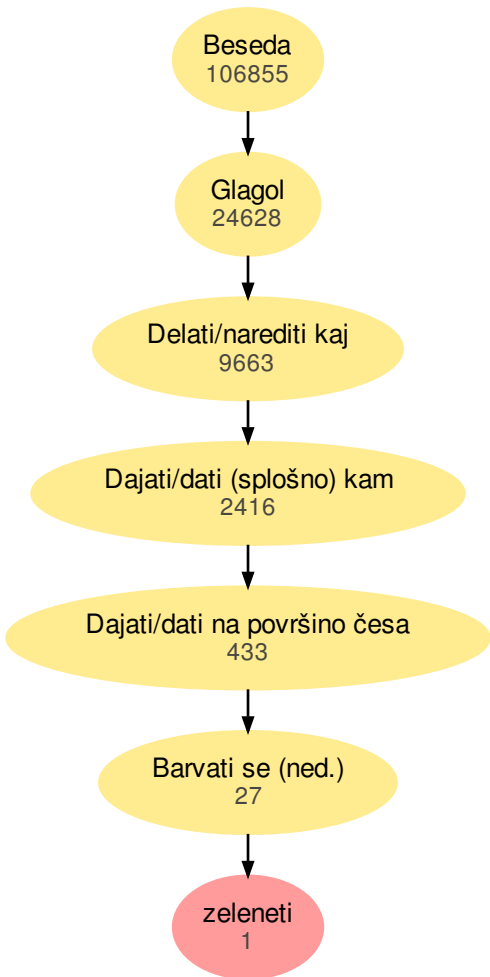 Beseda
106855
Glagol
24628
Delati/narediti kaj
9663
Dajati/dati (splošno) kam
2416
Dajati/dati na površino česa
433
Barvati se (ned.)
27
zeleneti
1